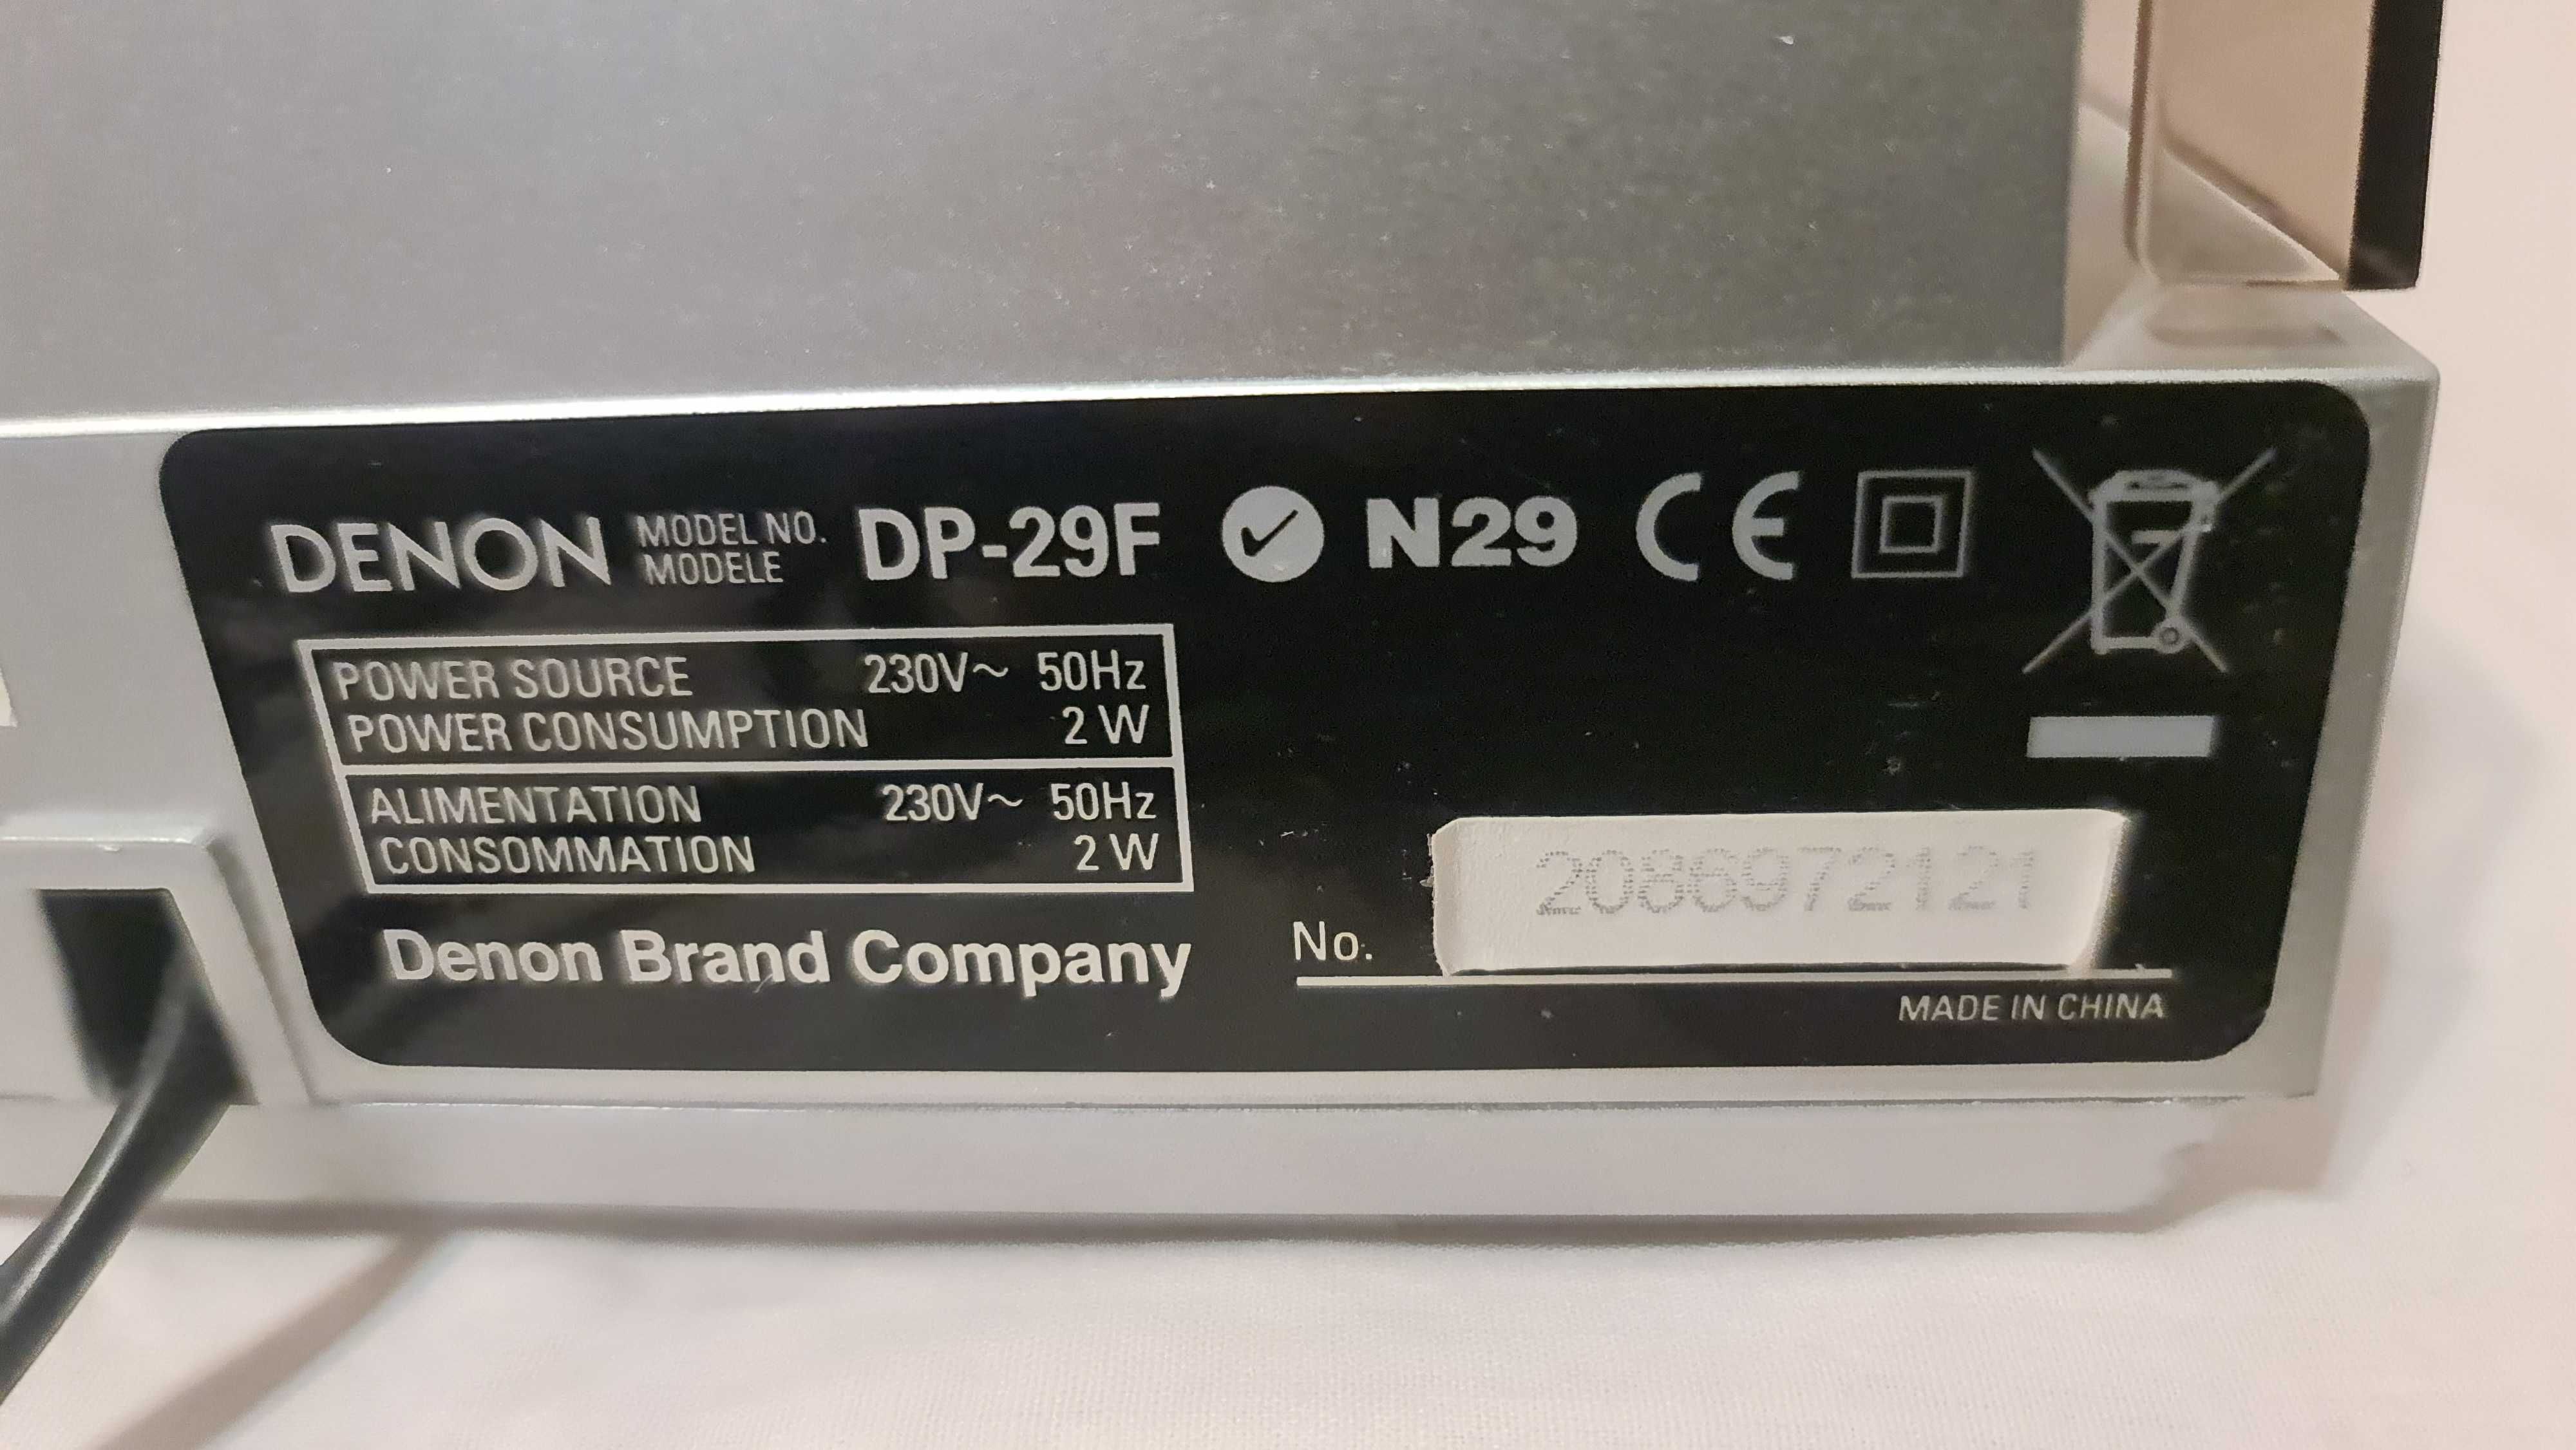 DENON MODEL NO. MODELE DP-29F N29 CE
POWER SOURCE 230V~ 50Hz
POWER CONSUMPTION 2 W
ALIMENTATION 230V~ 50Hz
CONSOMMATION 2 W
Denon Brand Company
No. 2086972121
MADE IN CHINA